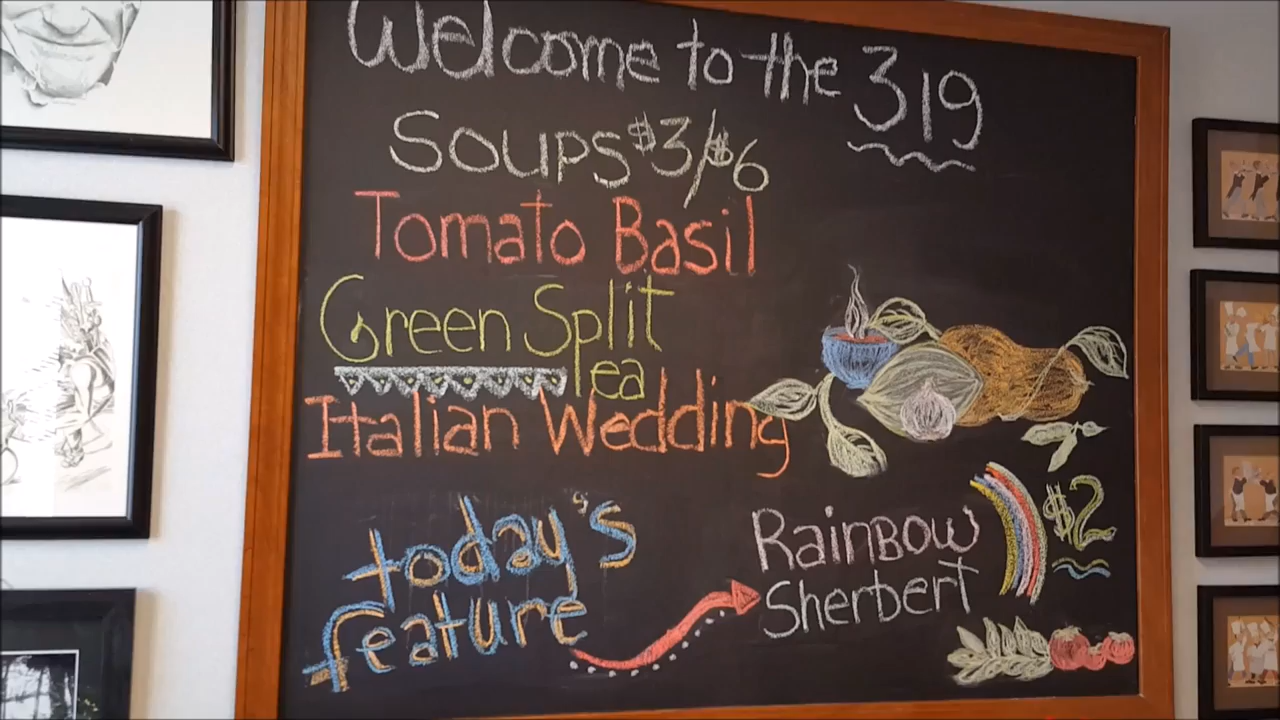 Welcome to the 319
Soups $3/$6
Tomato Basil
Green Split
Pea
Italian Wedding
today's
feature
Rainbow
Sherbert
$2